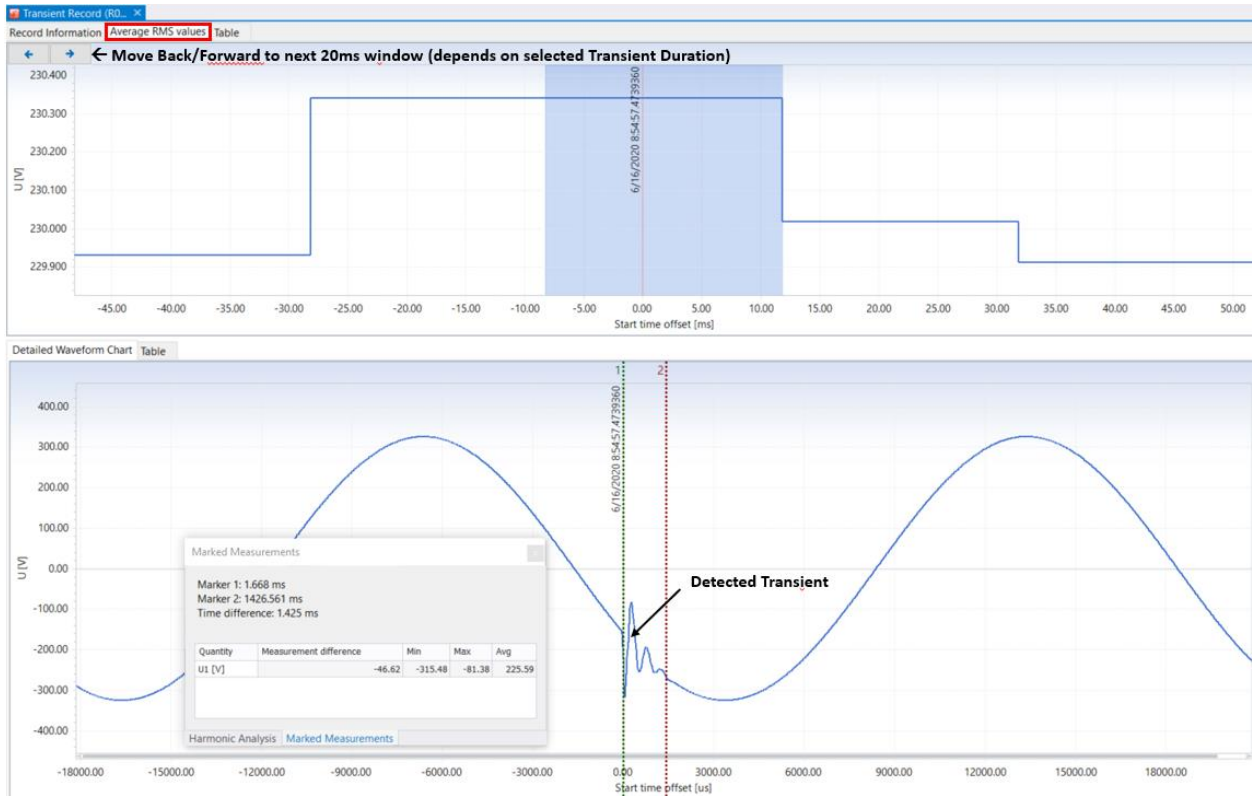 Transient Record (R0...
Record Information Average RMS values Table
← → ← Move Back/Forward to next 20ms window (depends on selected Transient Duration)
230.400
230.300
230.200
230.100
230.000
229.900
U [V]
6/16/2020 8:54:57.4739360
-45.00 -40.00 -35.00 -30.00 -25.00 -20.00 -15.00 -10.00 -5.00 0.00 5.00 10.00 15.00 20.00 25.00 30.00 35.00 40.00 45.00 50.00
Start time offset [ms]
Detailed Waveform Chart Table
1 2
400.00
300.00
200.00
100.00
0.00
-100.00
-200.00
-300.00
-400.00
U [V]
6/16/2020 8:54:57.4739360
Detected Transient
Marked Measurements
Marker 1: 1.668 ms
Marker 2: 1426.561 ms
Time difference: 1.425 ms
Quantity Measurement difference Min Max Avg
U1 [V] -46.62 -315.48 -81.38 225.59
Harmonic Analysis Marked Measurements
-18000.00 -15000.00 -12000.00 -9000.00 -6000.00 -3000.00 0.00 3000.00 6000.00 9000.00 12000.00 15000.00 18000.00
Start time offset [us]